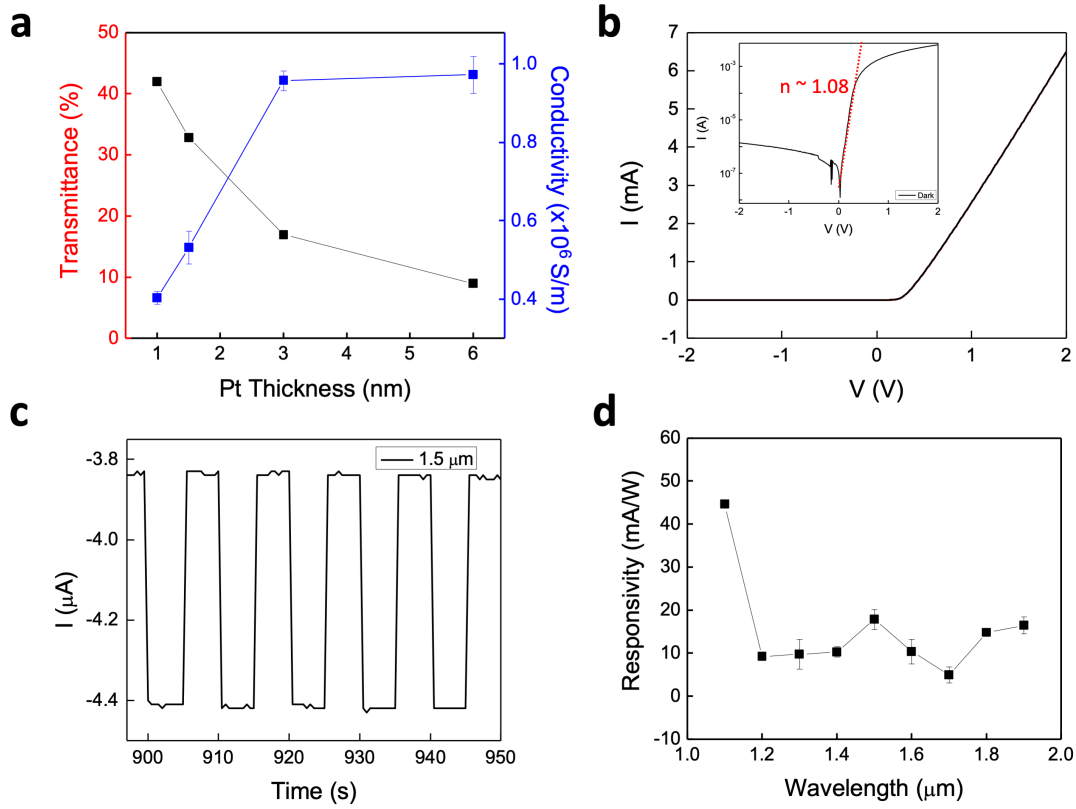 a
50
40
30
20
10
0
Transmittance (%)
1.0
0.8
0.6
0.4
Conductivity (x10⁶ S/m)
1 2 3 4 5 6
Pt Thickness (nm)
b
7
6
5
4
3
2
1
0
-1
I (mA)
-2 -1 0 1 2
V (V)
n ~ 1.08
10⁻³
10⁻⁵
10⁻⁷
I (A)
Dark
-2 -1 0 1 2
V (V)
c
-3.8
-4.0
-4.2
-4.4
I (μA)
1.5 μm
900 910 920 930 940 950
Time (s)
d
60
50
40
30
20
10
0
-10
Responsivity (mA/W)
1.0 1.2 1.4 1.6 1.8 2.0
Wavelength (μm)